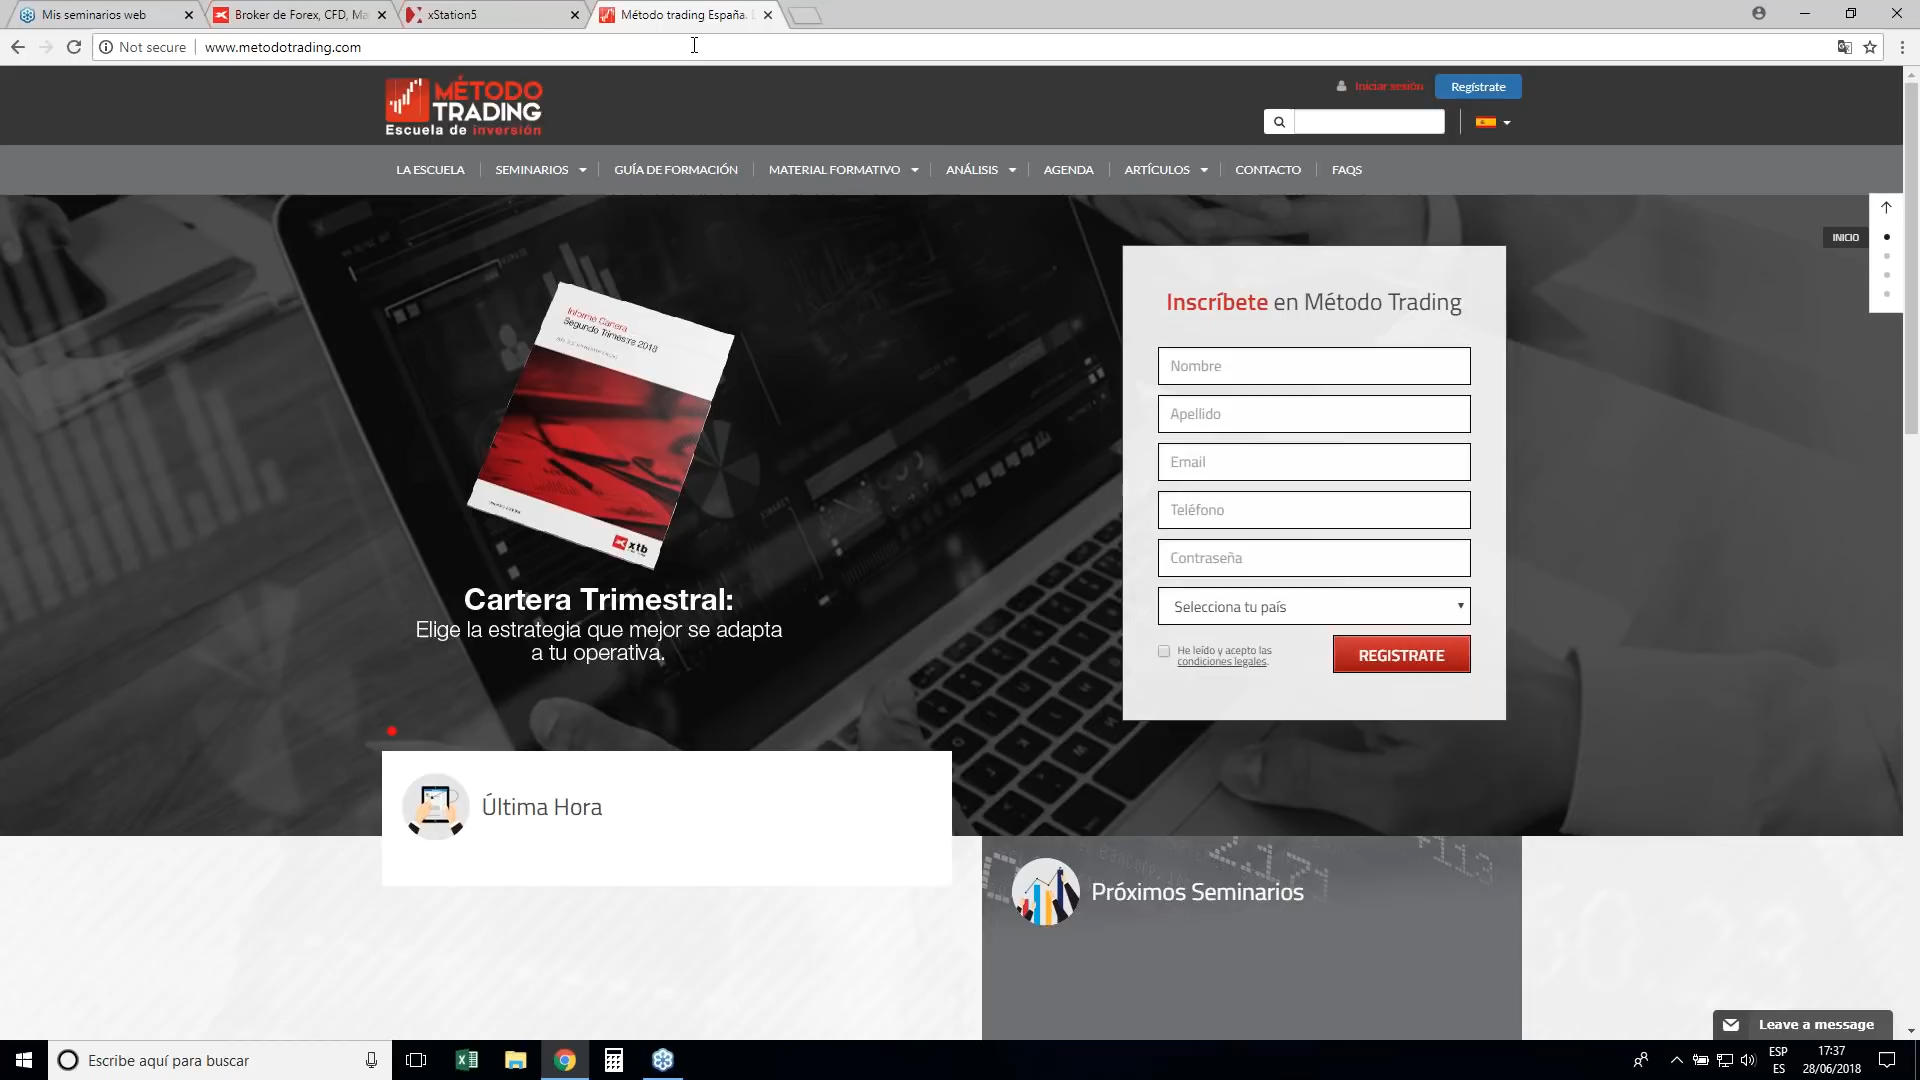 Mis seminarios web
Broker de Forex, CFD, Ma
xStation5
Método trading España.
Not secure
www.metodotrading.com
MÉTODO
TRADING
Escuela de inversión
Iniciar sesión
Regístrate
LA ESCUELA
SEMINARIOS
GUÍA DE FORMACIÓN
MATERIAL FORMATIVO
ANÁLISIS
AGENDA
ARTÍCULOS
CONTACTO
FAQS
INICIO
Informe Cartera
Segundo Trimestre 2018
xtb
Cartera Trimestral:
Elige la estrategia que mejor se adapta
a tu operativa.
Inscríbete en Método Trading
Nombre
Apellido
Email
Teléfono
Contraseña
Selecciona tu país
He leído y acepto las
condiciones legales.
REGISTRATE
Última Hora
Próximos Seminarios
Leave a message
Escribe aquí para buscar
ESP
ES
17:37
28/06/2018